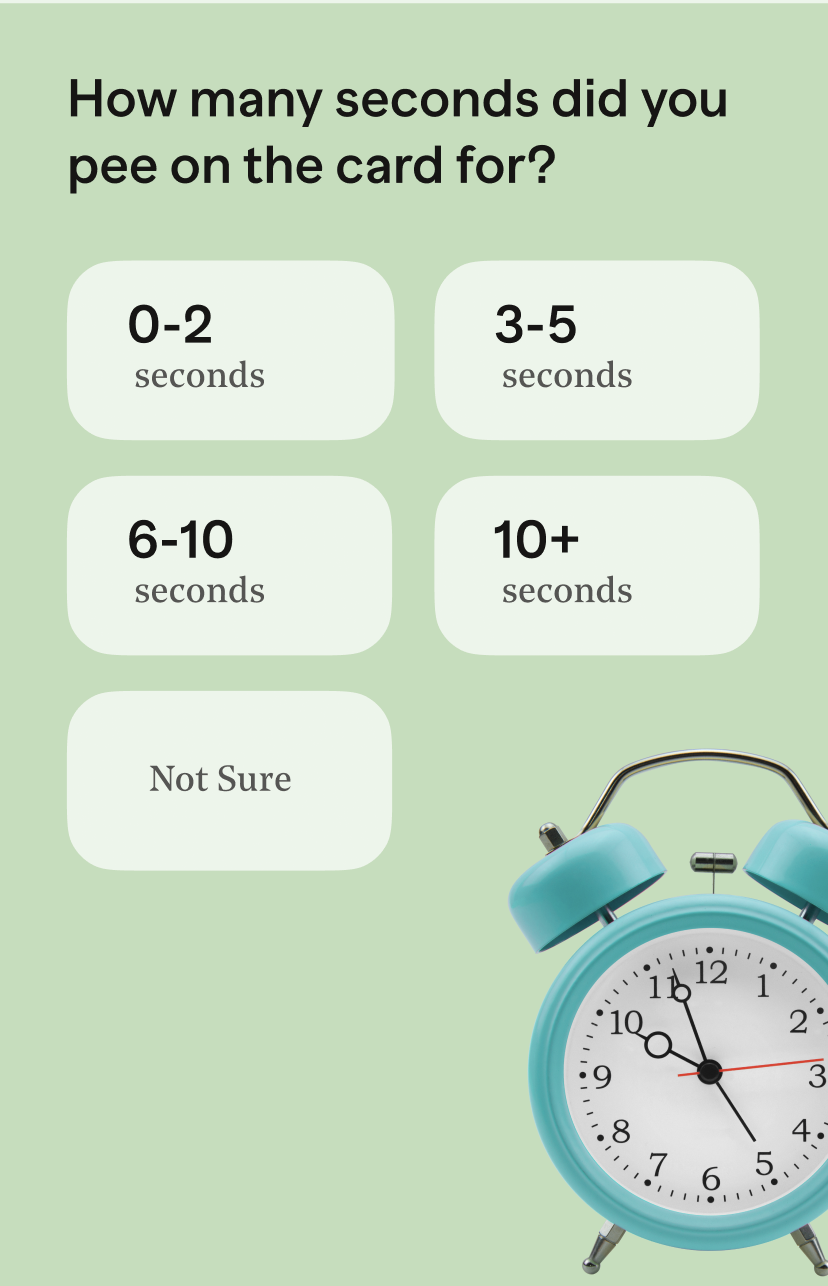 How many seconds did you
pee on the card for?
0-2
seconds
3-5
seconds
6-10
seconds
10+
seconds
Not Sure
12
1
2
3
4
5
6
7
8
9
10
11